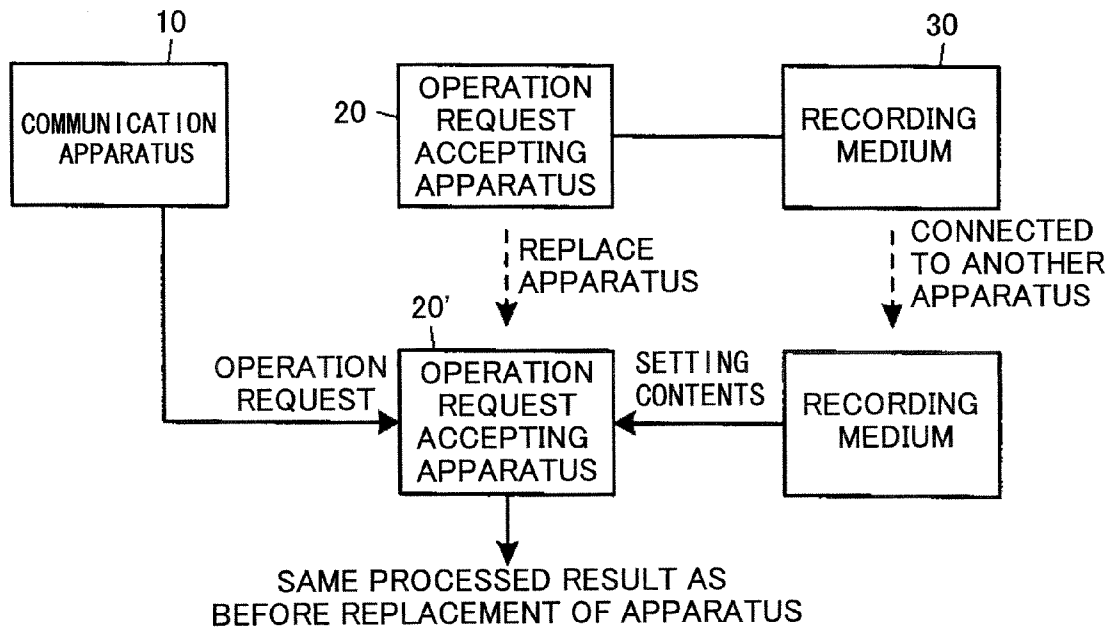 10
COMMUNICATION
APPARATUS
20
OPERATION
REQUEST
ACCEPTING
APPARATUS
30
RECORDING
MEDIUM
REPLACE
APPARATUS
CONNECTED
TO ANOTHER
APPARATUS
OPERATION
REQUEST
20'
OPERATION
REQUEST
ACCEPTING
APPARATUS
SETTING
CONTENTS
RECORDING
MEDIUM
SAME PROCESSED RESULT AS
BEFORE REPLACEMENT OF APPARATUS